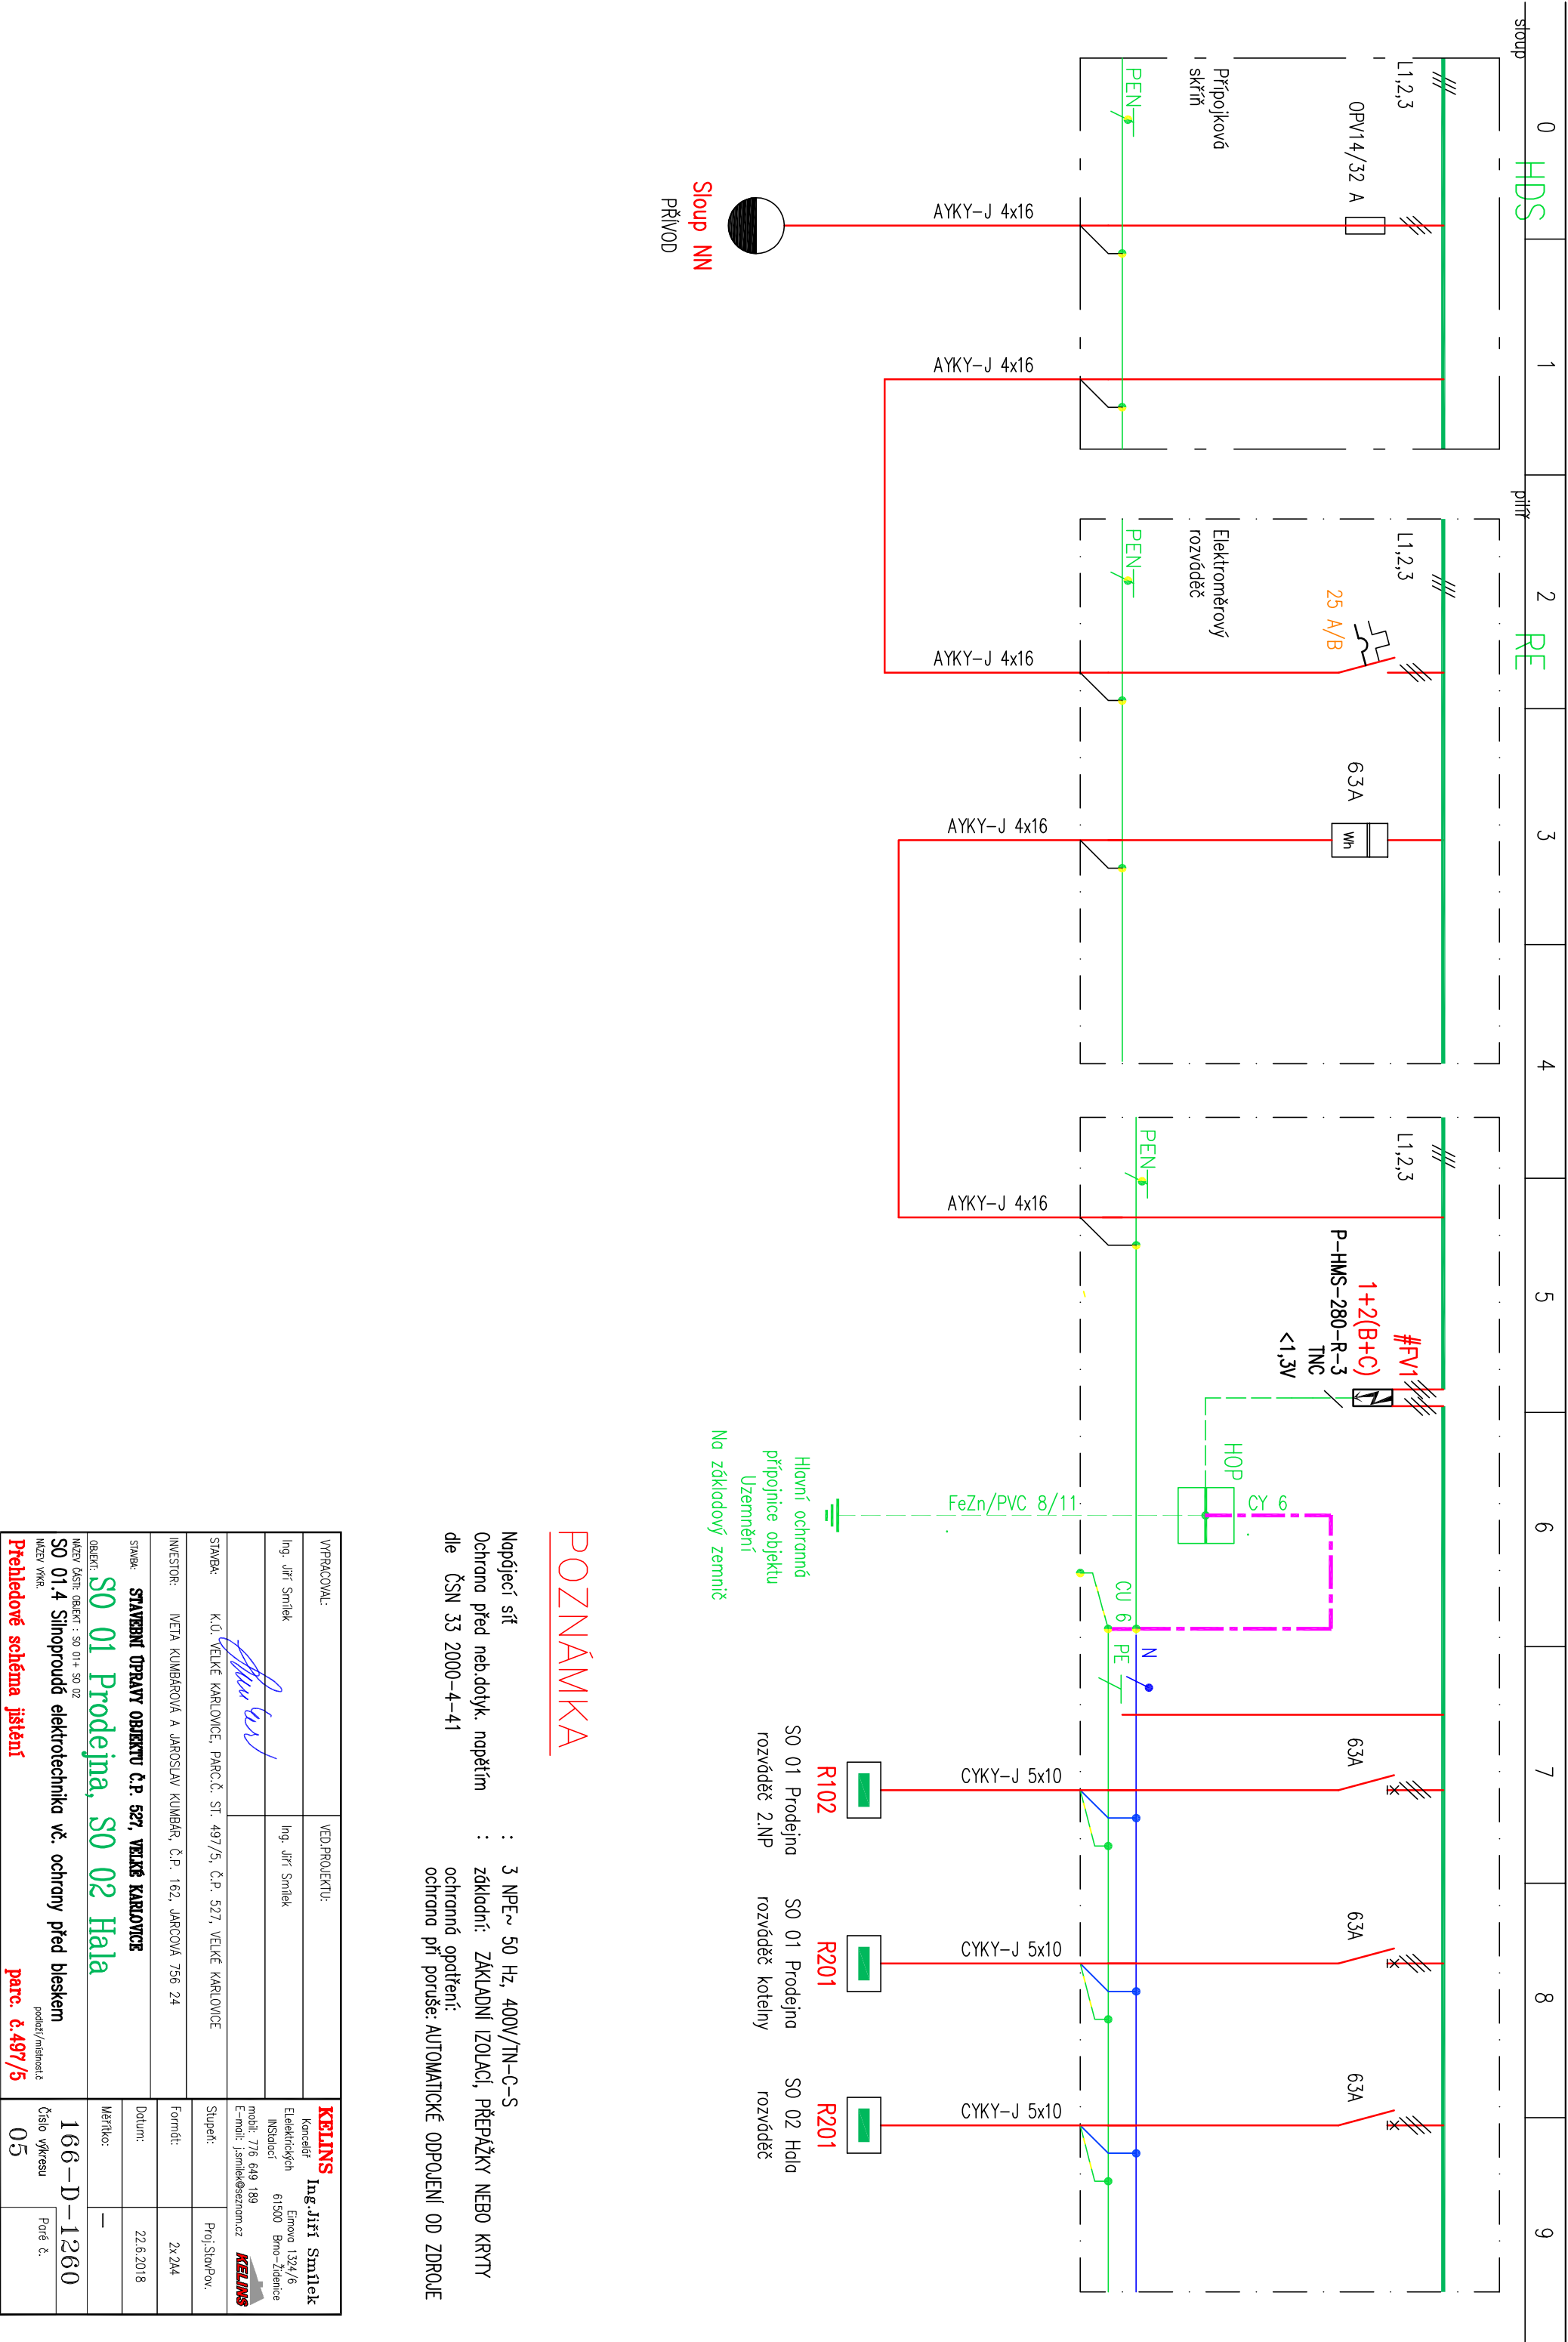 0
1
2
3
4
5
6
7
8
9
sloup
HDS
pilíř
RE
L1,2,3
OPV14/32 A
Přípojková
skříň
PEN
AYKY-J 4x16
Sloup NN
PŘÍVOD
AYKY-J 4x16
L1,2,3
25 A/B
Elektroměrový
rozváděč
PEN
AYKY-J 4x16
63A
Wh
AYKY-J 4x16
L1,2,3
PEN
AYKY-J 4x16
#FV1
1+2(B+C)
P-HMS-280-R-3
TNC
<1,3V
HOP
CY 6
FeZn/PVC 8/11
Hlavní ochranná
přípojnice objektu
Uzemnění
Na základový zemnič
CU 6
N
PE
63A
CYKY-J 5x10
R102
SO 01 Prodejna
rozváděč 2.NP
63A
CYKY-J 5x10
R201
SO 01 Prodejna
rozváděč kotelny
63A
CYKY-J 5x10
R201
SO 02 Hala
rozváděč
POZNÁMKA
Napájecí síť : 3 NPE~ 50 Hz, 400V/TN-C-S
Ochrana před neb.dotyk. napětím : základní: ZÁKLADNÍ IZOLACÍ, PŘEPÁŽKY NEBO KRYTY
dle ČSN 33 2000-4-41
ochranná opatření:
ochrana při poruše: AUTOMATICKÉ ODPOJENÍ OD ZDROJE
VYPRACOVAL:
VED.PROJEKTU:
Ing. Jiří Smílek
Ing. Jiří Smílek
KELINS Ing.Jiří Smílek
Kancelář
ELelektrických
INStalací
Eimova 1324/6
61500 Brno-Židenice
mobil: 776 649 189
E-mail: j.smilek@seznam.cz
KELINS
STAVBA: K.Ú. VELKÉ KARLOVICE, PARC.Č. ST. 497/5, Č.P. 527, VELKÉ KARLOVICE
INVESTOR: IVETA KUMBÁROVÁ A JAROSLAV KUMBÁR, Č.P. 162, JARCOVÁ 756 24
STAVBA: STAVEBNÍ ÚPRAVY OBJEKTU Č.P. 527, VELKÉ KARLOVICE
OBJEKT: SO 01 Prodejna, SO 02 Hala
NÁZEV ČÁSTI: OBJEKT : SO 01+ SO 02
SO 01.4 Silnoproudá elektrotechnika vč. ochrany před bleskem
NÁZEV VÝKR.
podlaží/místnost.č
Přehledové schéma jištění
parc. č.497/5
Stupeň: Proj.StavPov.
Formát: 2x 2A4
Datum: 22.6.2018
Měřítko: –
166-D-1260
Číslo výkresu
05
Paré č.